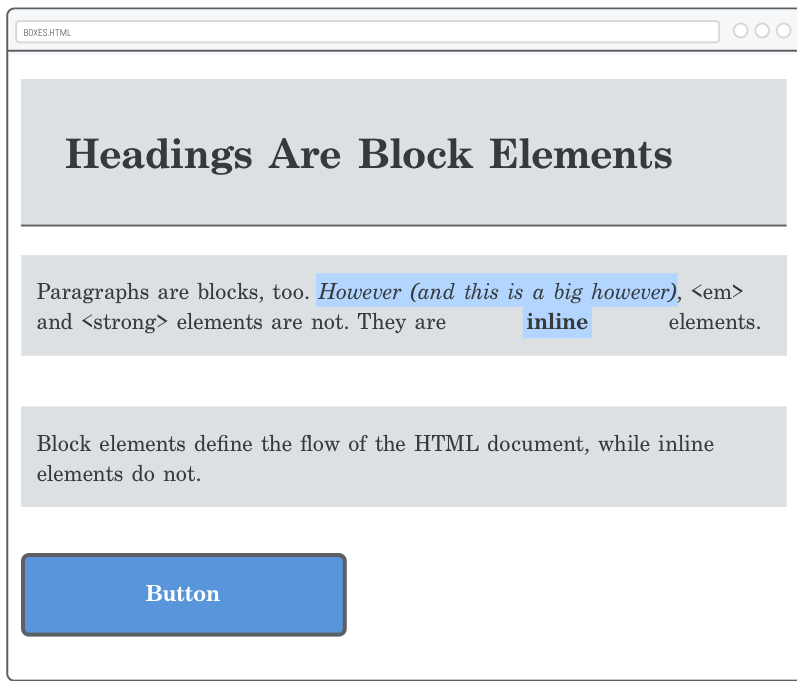 BOXES.HTML
Headings Are Block Elements
Paragraphs are blocks, too. However (and this is a big however), <em>
and <strong> elements are not. They are inline elements.
Block elements define the flow of the HTML document, while inline
elements do not.
Button